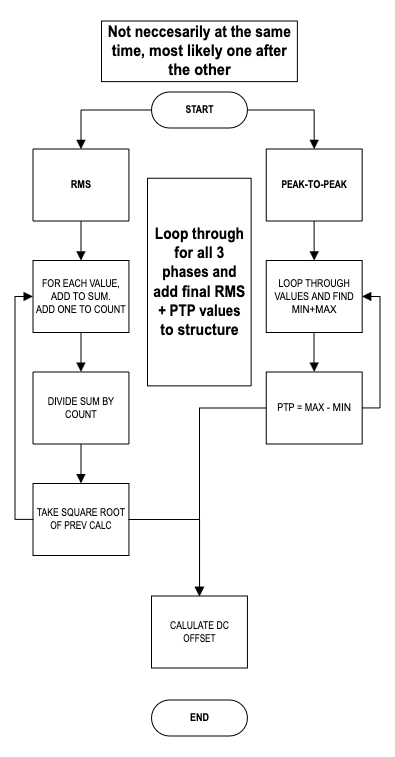 Not neccesarily at the same
time, most likely one after
the other
START
RMS
PEAK-TO-PEAK
Loop through
for all 3
phases and
add final RMS
+ PTP values
to structure
FOR EACH VALUE,
ADD TO SUM.
ADD ONE TO COUNT
LOOP THROUGH
VALUES AND FIND
MIN+MAX
DIVIDE SUM BY
COUNT
PTP = MAX - MIN
TAKE SQUARE ROOT
OF PREV CALC
CALULATE DC
OFFSET
END